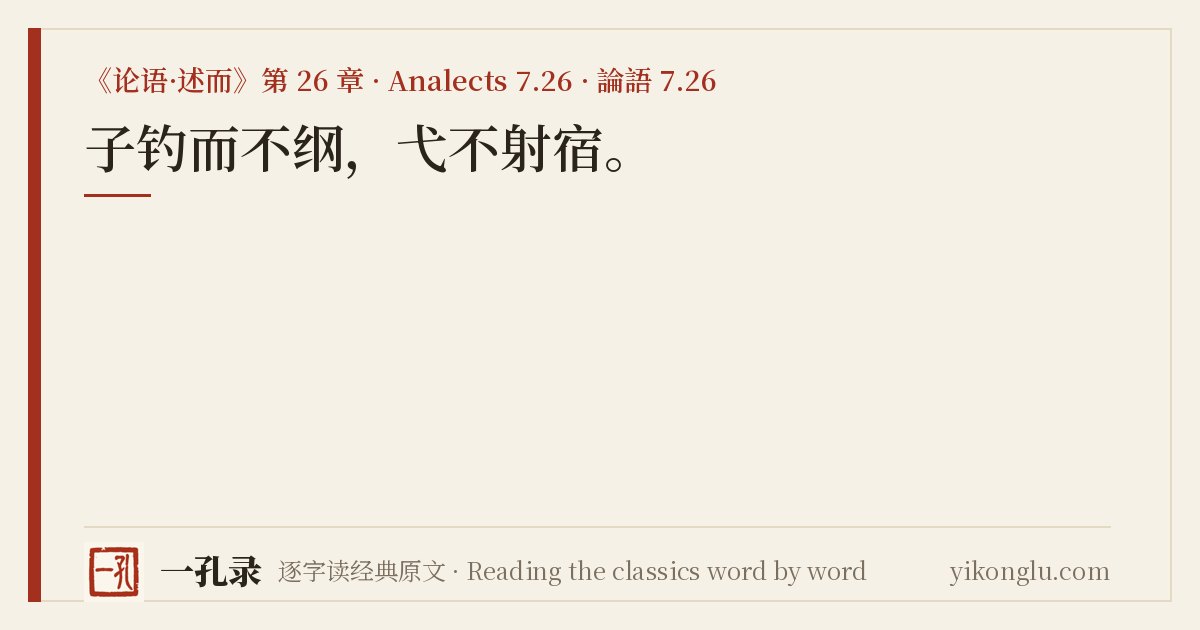 《论语·述而》第 26 章 · Analects 7.26 · 論語 7.26
子钓而不纲，弋不射宿。
一孔
一孔录 逐字读经典原文 · Reading the classics word by word yikonglu.com